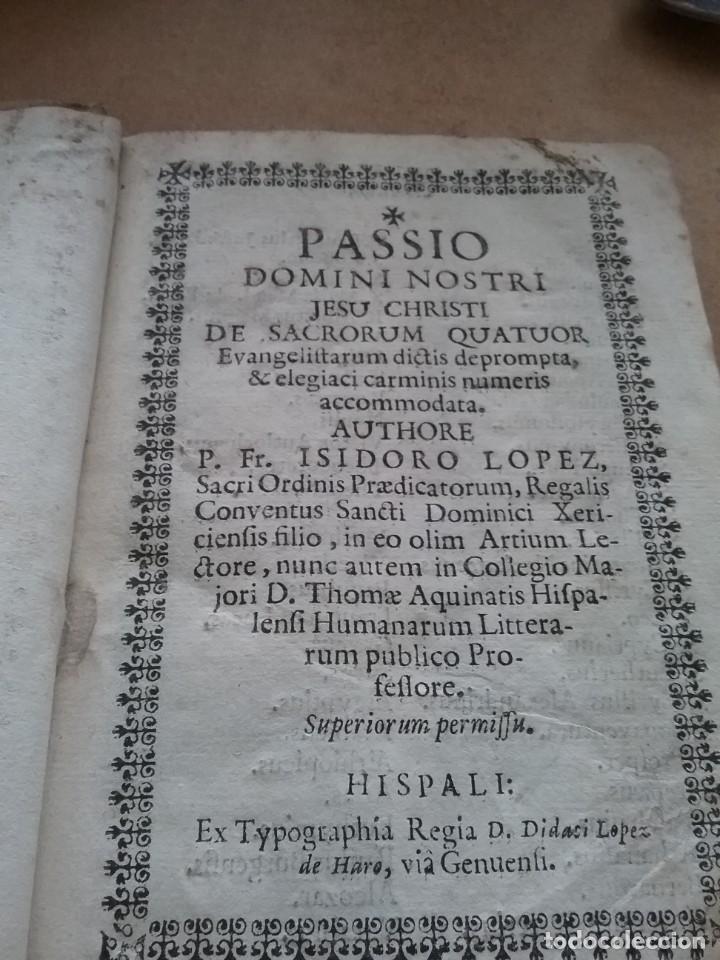 ✠
PASSIO
DOMINI NOSTRI
JESU CHRISTI
DE SACRORUM QUATUOR
Evangeliſtarum dictis deprompta,
& elegiaci carminis numeris
accommodata.
AUTHORE
P. Fr. ISIDORO LOPEZ,
Sacri Ordinis Prædicatorum, Regalis
Conventus Sancti Dominici Xeri-
cienſis filio, in eo olim Artium Le-
ctore, nunc autem in Collegio Ma-
jori D. Thomæ Aquinatis Hiſpa-
lenſi Humanarum Littera-
rum publico Pro-
feſſore.
Superiorum permiſſu.
HISPALI:
Ex Typographia Regia D. Didaci Lopez
de Haro, viâ Genuenſi.
todocoleccion